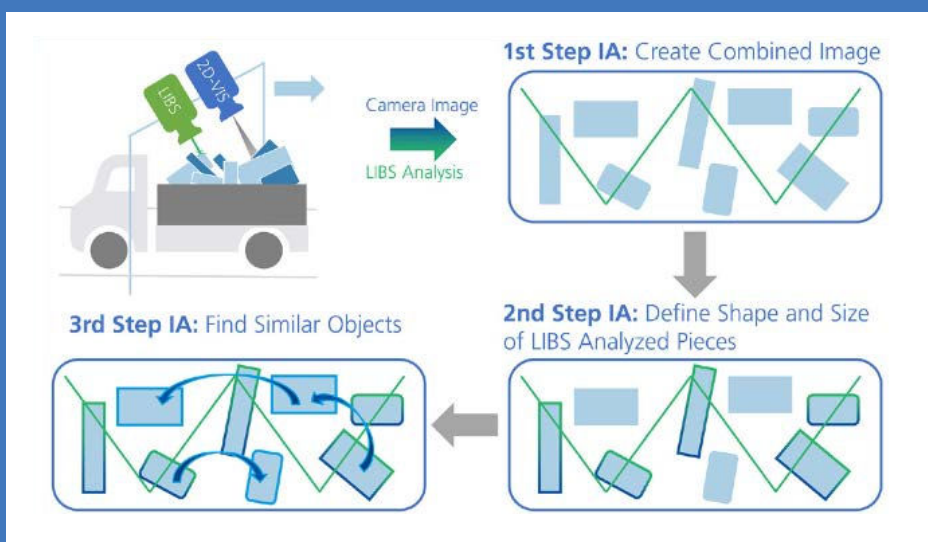 LIBS
2D-VIS
Camera Image
LIBS Analysis
1st Step IA: Create Combined Image
2nd Step IA: Define Shape and Size
of LIBS Analyzed Pieces
3rd Step IA: Find Similar Objects